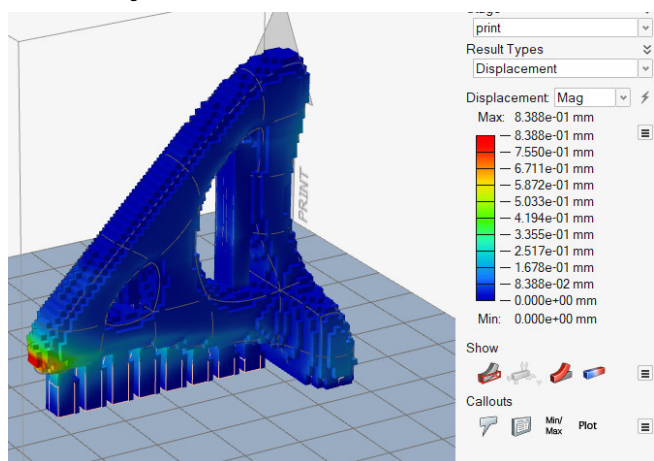 Stage
print
Result Types
Displacement
Displacement: Mag
Max: 8.388e-01 mm
8.388e-01 mm
7.550e-01 mm
6.711e-01 mm
5.872e-01 mm
5.033e-01 mm
4.194e-01 mm
3.355e-01 mm
2.517e-01 mm
1.678e-01 mm
8.388e-02 mm
0.000e+00 mm
Min: 0.000e+00 mm
Show
Callouts
Min/
Max
Plot
PRINT